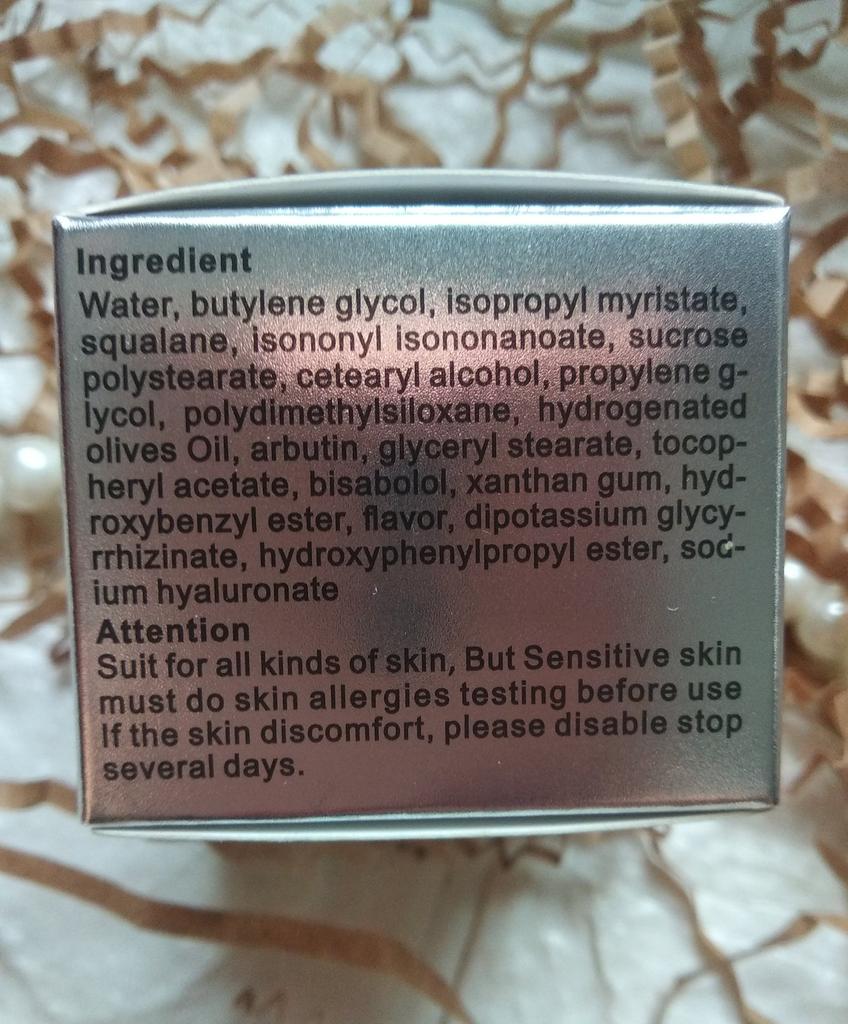 Ingredient
Water, butylene glycol, isopropyl myristate,
squalane, isononyl isononanoate, sucrose
polystearate, cetearyl alcohol, propylene g-
lycol, polydimethylsiloxane, hydrogenated
olives Oil, arbutin, glyceryl stearate, tocop-
heryl acetate, bisabolol, xanthan gum, hyd-
roxybenzyl ester, flavor, dipotassium glycy-
rrhizinate, hydroxyphenylpropyl ester, sod-
ium hyaluronate
Attention
Suit for all kinds of skin, But Sensitive skin
must do skin allergies testing before use
If the skin discomfort, please disable stop
several days.